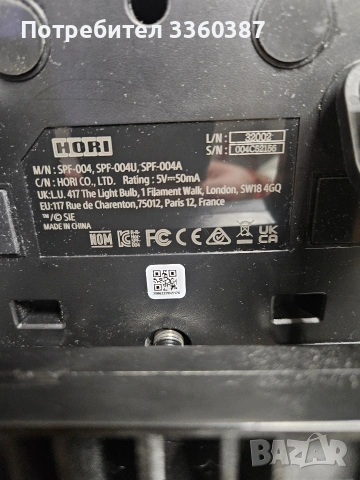 Потребител 3360387
HORI
L/N : 32002
S/N : 004C52156
M/N : SPF-004, SPF-004U, SPF-004A
C/N : HORI CO., LTD. Rating : 5V⎓50mA
UK:L.U. 417 The Light Bulb, 1 Filament Walk, London, SW18 4GQ
EU:117 Rue de Charenton,75012, Paris 12, France
™/© SIE
MADE IN CHINA
NOM FC CE UK CA
BAZAR